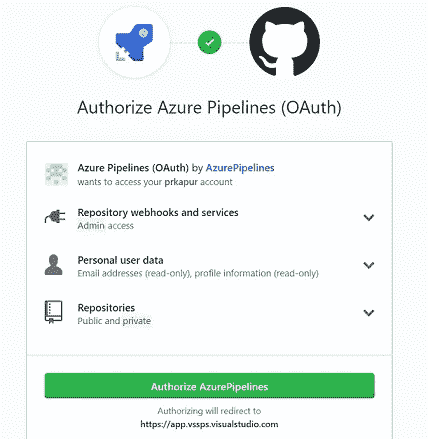 Authorize Azure Pipelines (OAuth)
Azure Pipelines (OAuth) by AzurePipelines
wants to access your prkapur account
Repository webhooks and services
Admin access
Personal user data
Email addresses (read-only), profile information (read-only)
Repositories
Public and private
Authorize AzurePipelines
Authorizing will redirect to
https://app.vssps.visualstudio.com